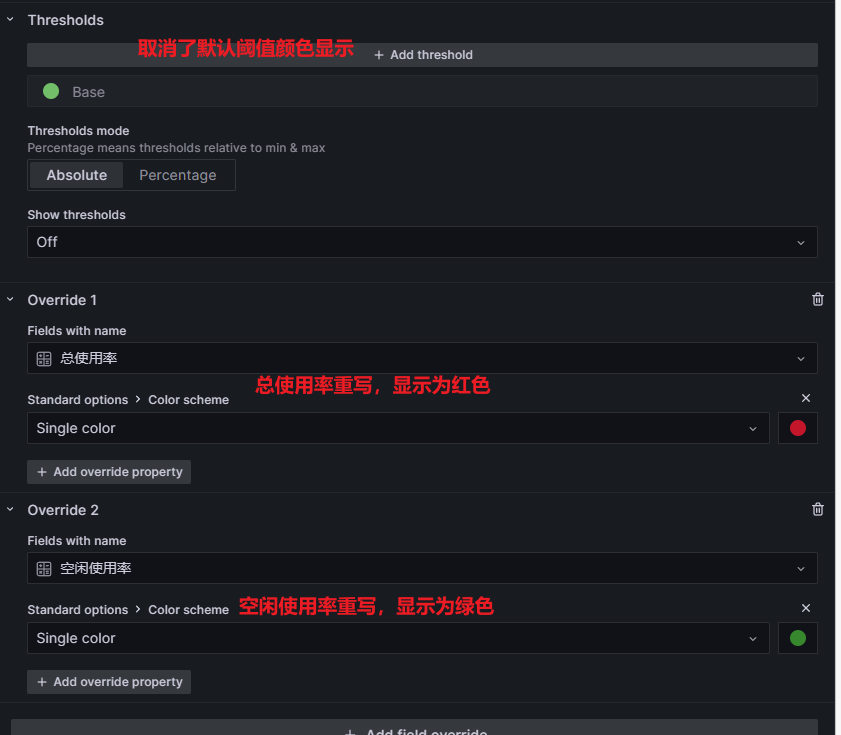 Thresholds
取消了默认阈值颜色显示
+ Add threshold
Base
Thresholds mode
Percentage means thresholds relative to min & max
Absolute Percentage
Show thresholds
Off
Override 1
Fields with name
总使用率
总使用率重写，显示为红色
Standard options > Color scheme
Single color
+ Add override property
Override 2
Fields with name
空闲使用率
Standard options > Color scheme 空闲使用率重写，显示为绿色
Single color
+ Add override property
+ Add field override